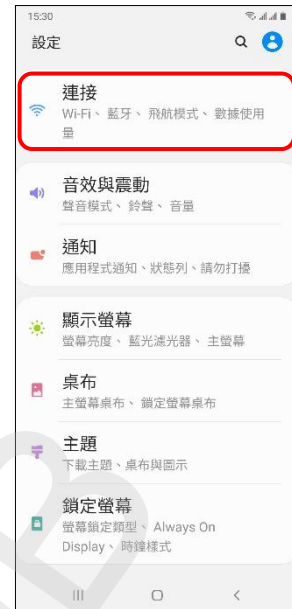 15:30
設定
連接
Wi-Fi、 藍牙、 飛航模式、 數據使用
量
音效與震動
聲音模式、 鈴聲、 音量
通知
應用程式通知、狀態列、請勿打擾
顯示螢幕
螢幕亮度、 藍光濾光器、 主螢幕
桌布
主螢幕桌布、 鎖定螢幕桌布
主題
下載主題、桌布與圖示
鎖定螢幕
螢幕鎖定類型、 Always On
Display、 時鐘樣式